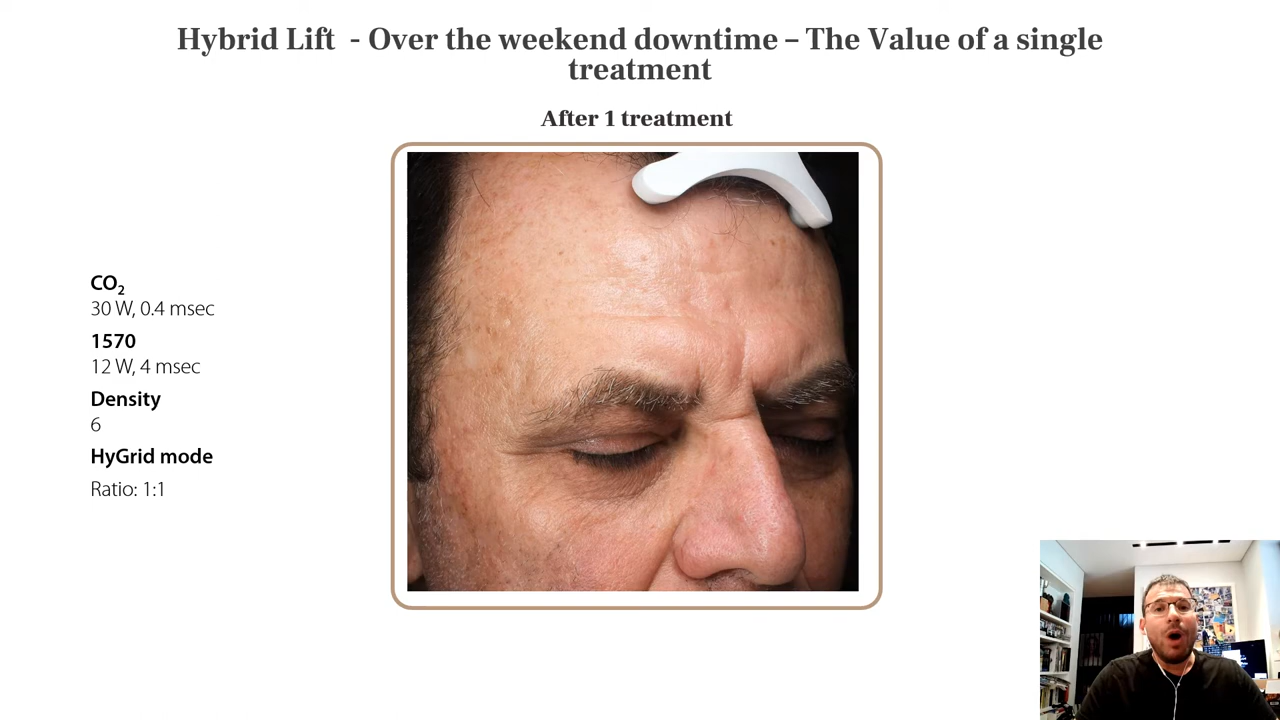 Hybrid Lift - Over the weekend downtime – The Value of a single
treatment
After 1 treatment
CO₂
30 W, 0.4 msec
1570
12 W, 4 msec
Density
6
HyGrid mode
Ratio: 1:1